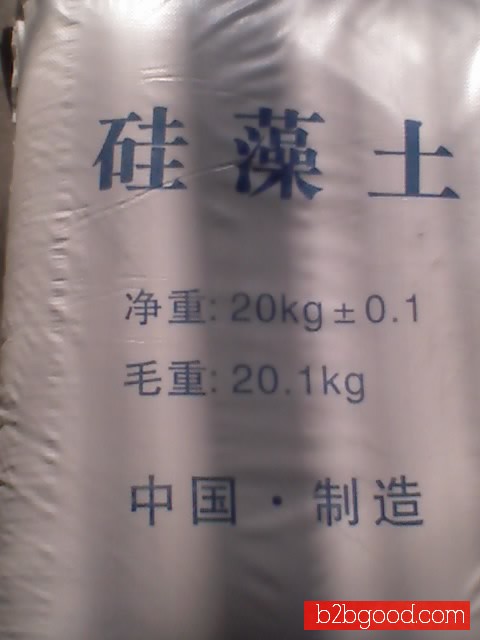 硅藻土
净重: 20kg±0.1
毛重: 20.1kg
中国·制造
b2bgood.com